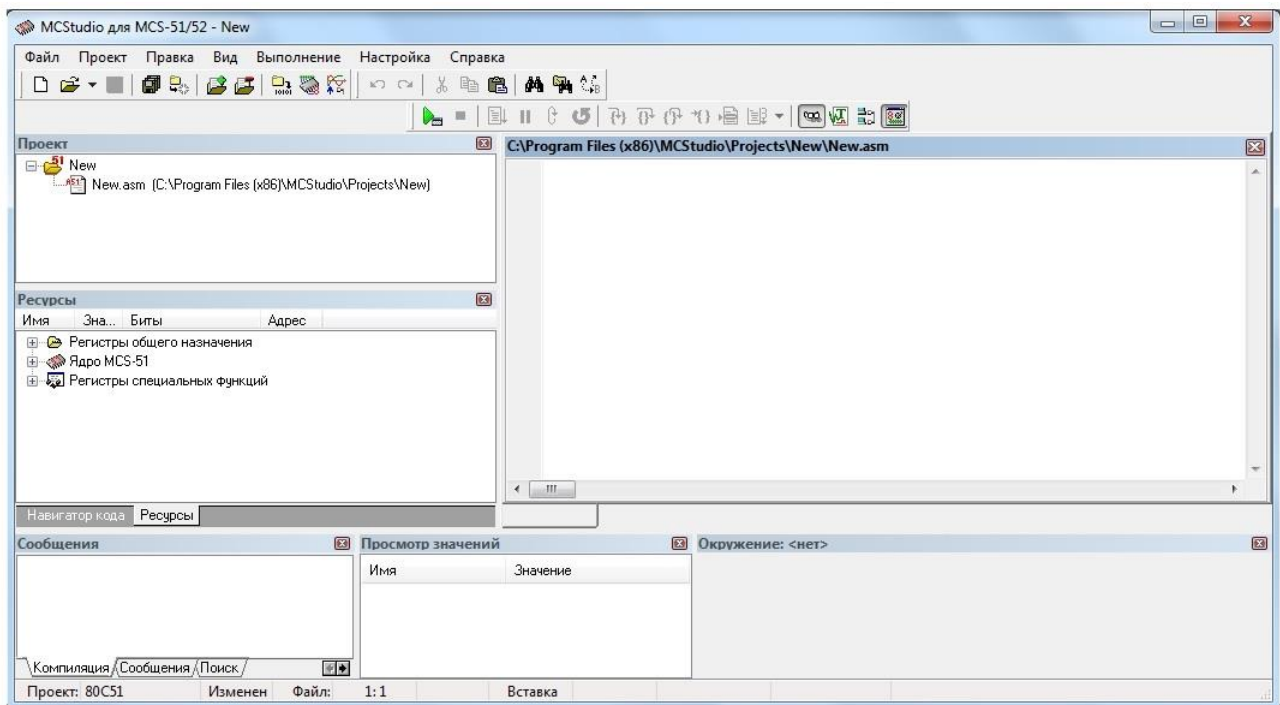 MCStudio для MCS-51/52 - New
Файл Проект Правка Вид Выполнение Настройка Справка
Проект
New
New.asm (C:\Program Files (x86)\MCStudio\Projects\New)
C:\Program Files (x86)\MCStudio\Projects\New\New.asm
Ресурсы
Имя Зна... Биты Адрес
Регистры общего назначения
Ядро MCS-51
Регистры специальных функций
Навигатор кода Ресурсы
Сообщения
Компиляция Сообщения Поиск
Просмотр значений
Имя Значение
Окружение: <нет>
Проект: 80C51 Изменен Файл: 1: 1 Вставка